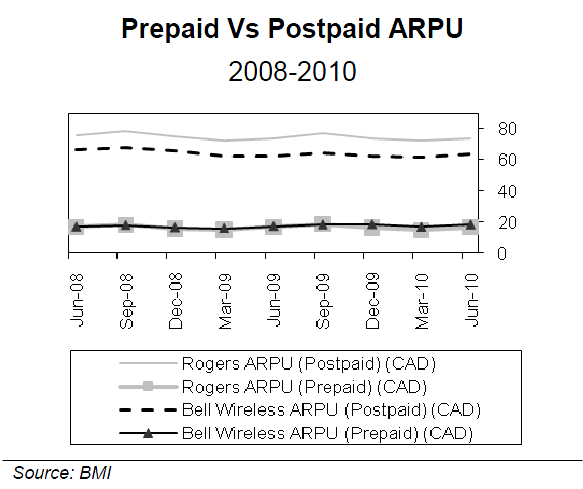 Prepaid Vs Postpaid ARPU
2008-2010
80
60
40
20
0
Jun-08
Sep-08
Dec-08
Mar-09
Jun-09
Sep-09
Dec-09
Mar-10
Jun-10
Rogers ARPU (Postpaid) (CAD)
Rogers ARPU (Prepaid) (CAD)
Bell Wireless ARPU (Postpaid) (CAD)
Bell Wireless ARPU (Prepaid) (CAD)
Source: BMI